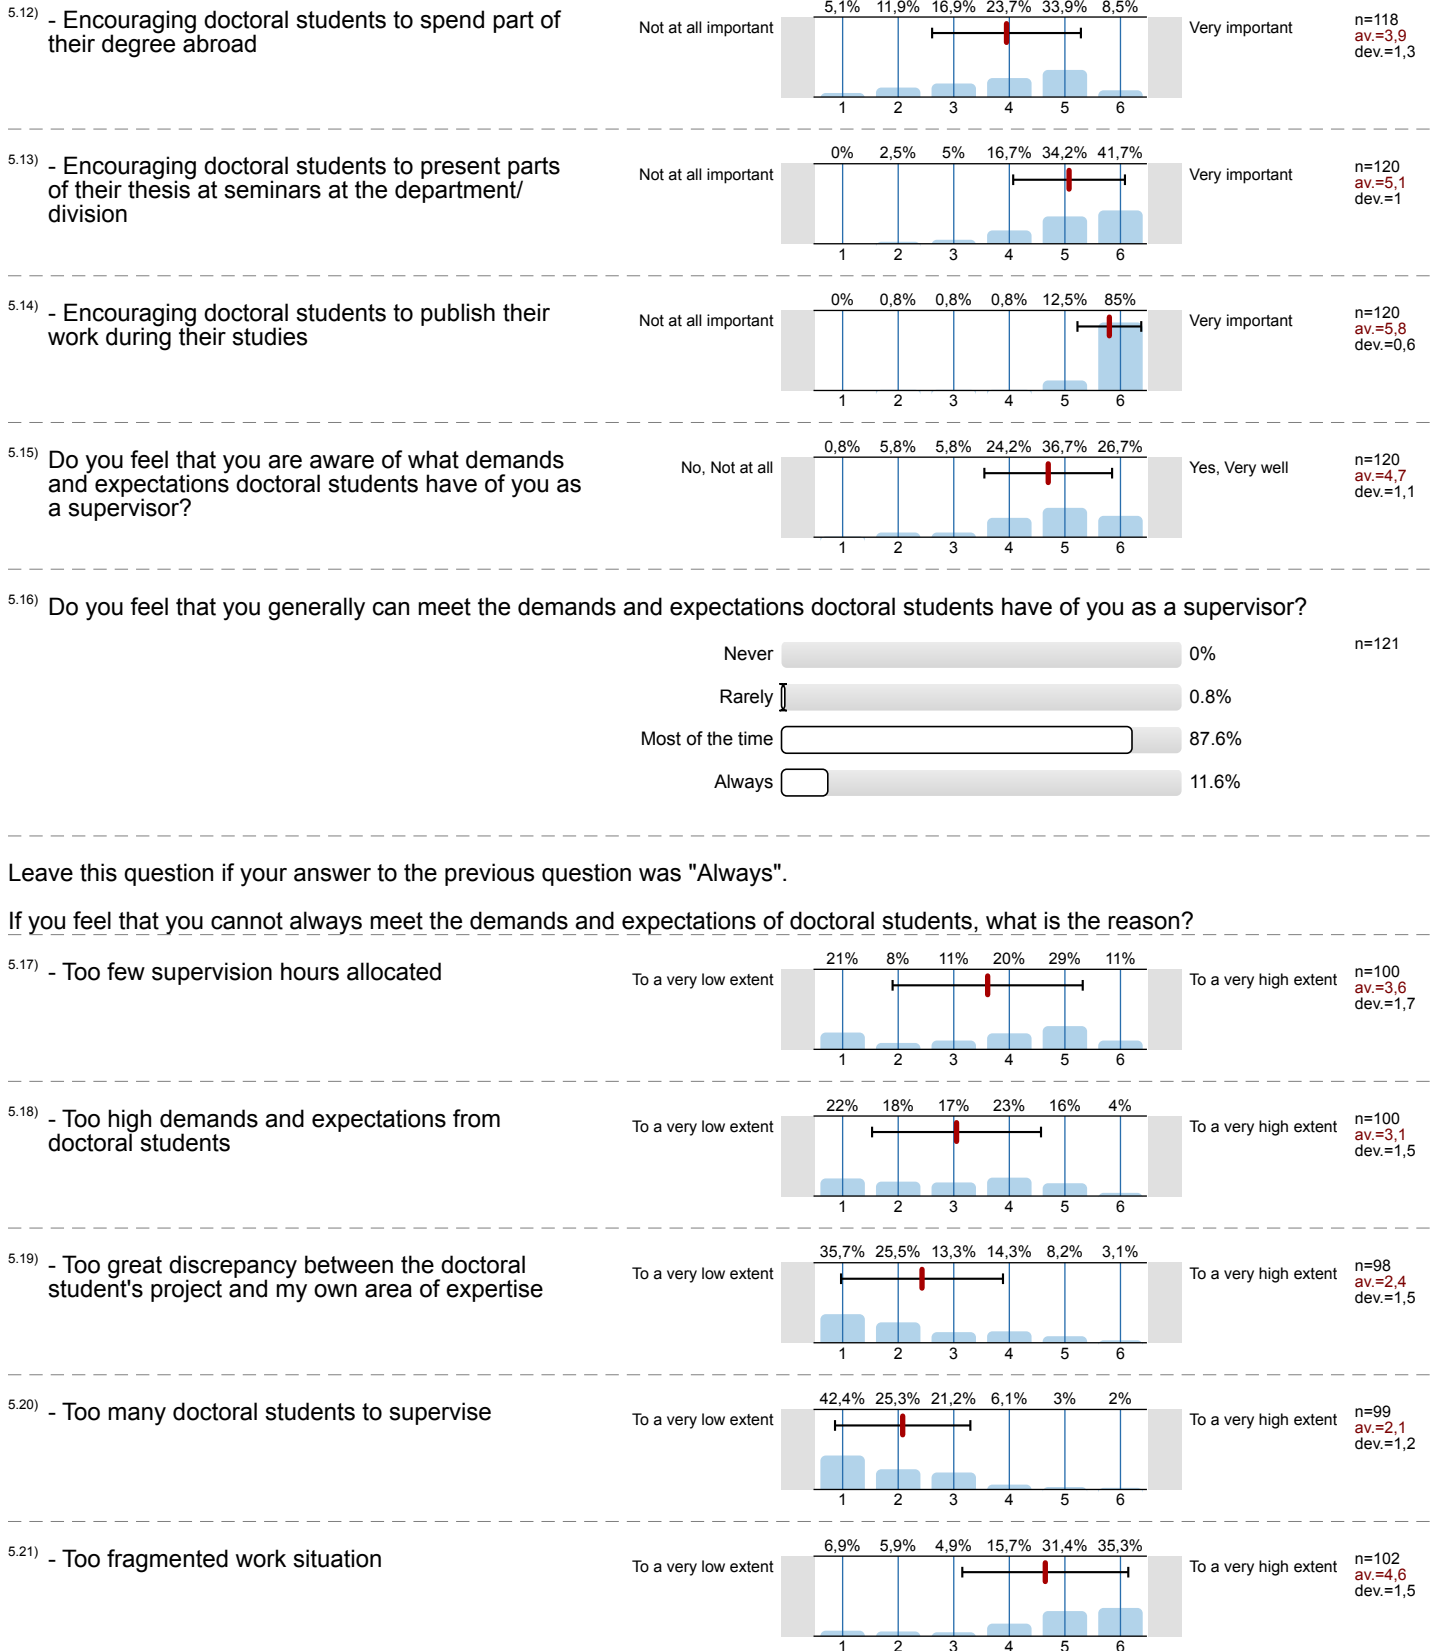 5.12) - Encouraging doctoral students to spend part of
their degree abroad
5,1% 11,9% 16,9% 23,7% 33,9% 8,5%
Not at all important
Very important
n=118
av.=3,9
dev.=1,3
1 2 3 4 5 6
5.13) - Encouraging doctoral students to present parts
of their thesis at seminars at the department/
division
0% 2,5% 5% 16,7% 34,2% 41,7%
Not at all important
Very important
n=120
av.=5,1
dev.=1
1 2 3 4 5 6
5.14) - Encouraging doctoral students to publish their
work during their studies
0% 0,8% 0,8% 0,8% 12,5% 85%
Not at all important
Very important
n=120
av.=5,8
dev.=0,6
1 2 3 4 5 6
5.15) Do you feel that you are aware of what demands
and expectations doctoral students have of you as
a supervisor?
0,8% 5,8% 5,8% 24,2% 36,7% 26,7%
No, Not at all
Yes, Very well
n=120
av.=4,7
dev.=1,1
1 2 3 4 5 6
5.16) Do you feel that you generally can meet the demands and expectations doctoral students have of you as a supervisor?
n=121
Never 0%
Rarely 0.8%
Most of the time 87.6%
Always 11.6%
Leave this question if your answer to the previous question was "Always".
If you feel that you cannot always meet the demands and expectations of doctoral students, what is the reason?
5.17) - Too few supervision hours allocated
21% 8% 11% 20% 29% 11%
To a very low extent
To a very high extent
n=100
av.=3,6
dev.=1,7
1 2 3 4 5 6
5.18) - Too high demands and expectations from
doctoral students
22% 18% 17% 23% 16% 4%
To a very low extent
To a very high extent
n=100
av.=3,1
dev.=1,5
1 2 3 4 5 6
5.19) - Too great discrepancy between the doctoral
student's project and my own area of expertise
35,7% 25,5% 13,3% 14,3% 8,2% 3,1%
To a very low extent
To a very high extent
n=98
av.=2,4
dev.=1,5
1 2 3 4 5 6
5.20) - Too many doctoral students to supervise
42,4% 25,3% 21,2% 6,1% 3% 2%
To a very low extent
To a very high extent
n=99
av.=2,1
dev.=1,2
1 2 3 4 5 6
5.21) - Too fragmented work situation
6,9% 5,9% 4,9% 15,7% 31,4% 35,3%
To a very low extent
To a very high extent
n=102
av.=4,6
dev.=1,5
1 2 3 4 5 6